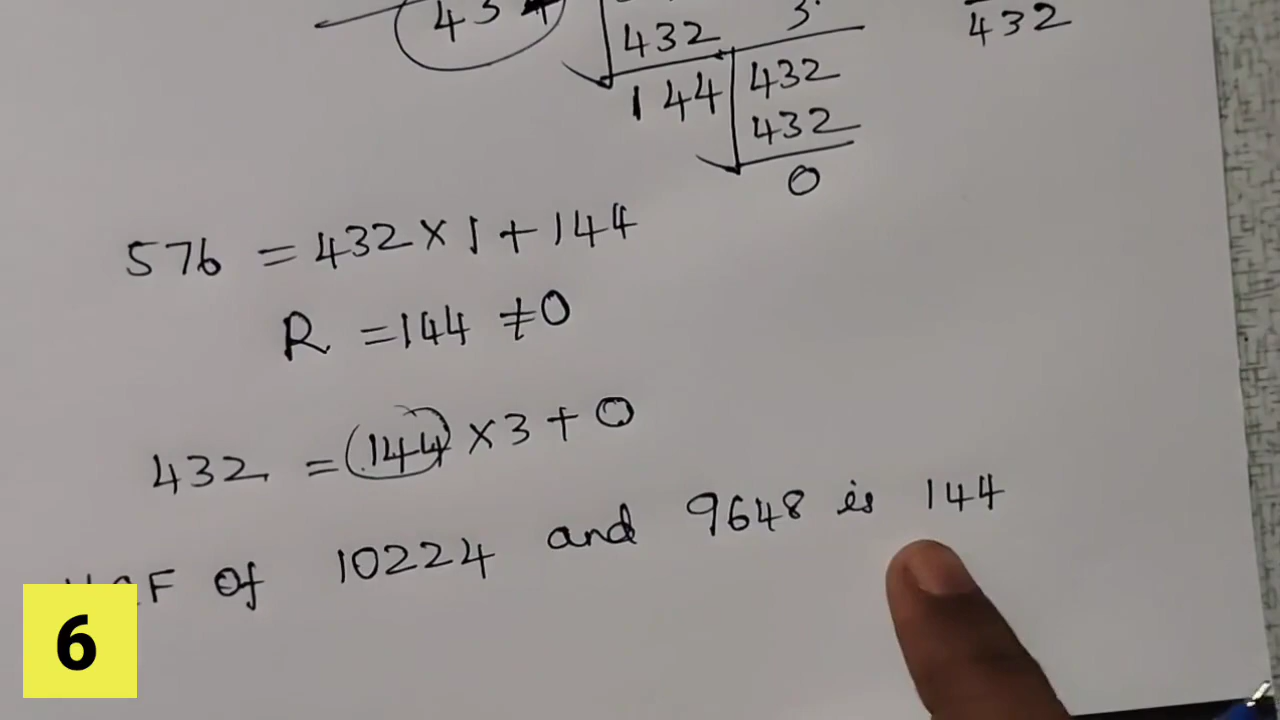 432 3
432
144 432
432
0
576 = 432 × 1 + 144
R = 144 ≠ 0
432 = (144) × 3 + 0
of 10224 and 9648 is 144
6